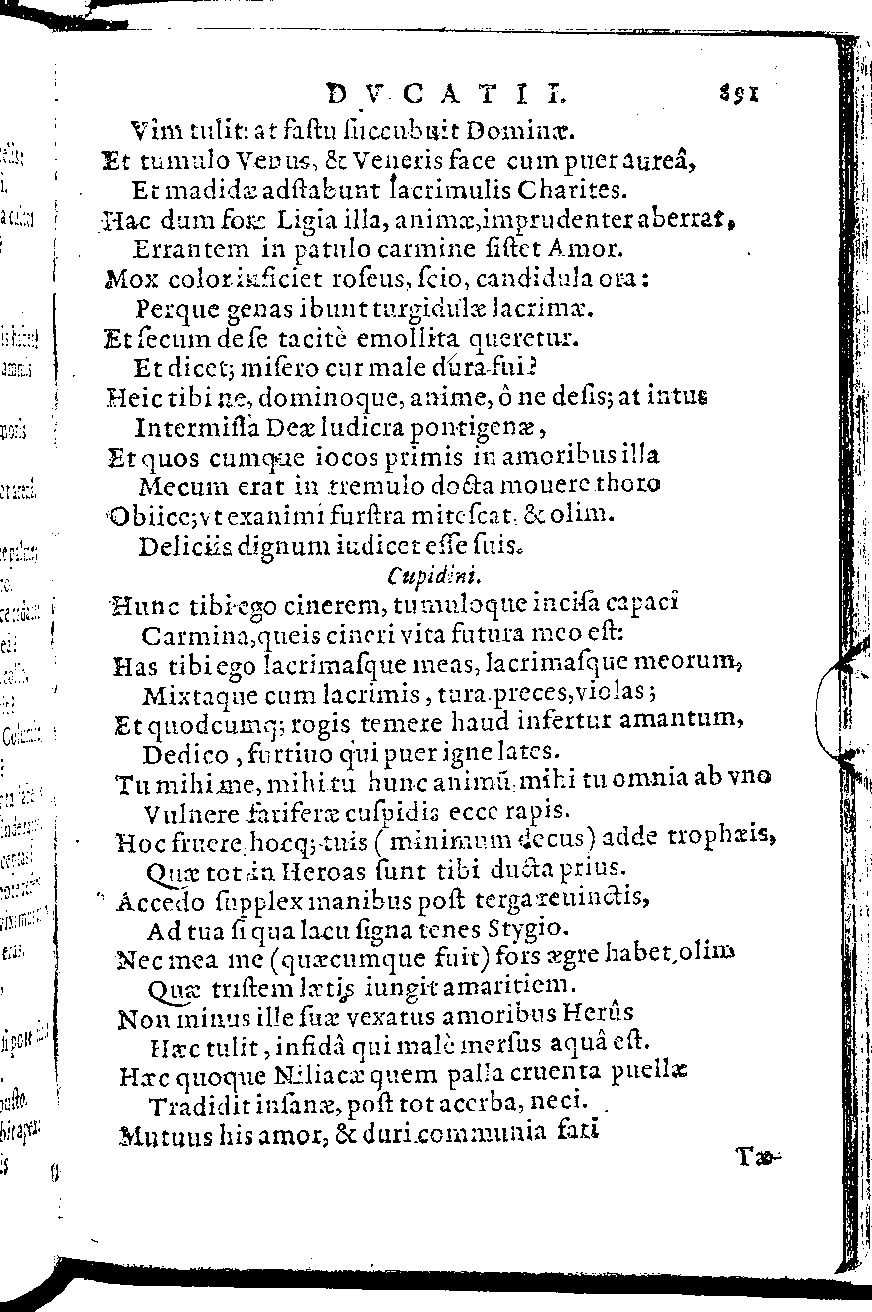 DVCATII. 891
Vim tulit: at faſtu ſuccubuit Dominæ.
Et tumulo Venus, & Veneris face cum puer aureâ,
Et madidæ adſtabunt lacrimulis Charites.
Hac dum forte Ligia illa, animæ, imprudenter aberrat,
Errantem in patulo carmine ſiſtet Amor.
Mox color inficiet roſeus, ſcio, candidula ora:
Perque genas ibunt turgidulæ lacrimæ.
Et ſecum de ſe tacitè emollita queretur.
Et dicet; miſero cur male dura fui?
Heic tibi ne, dominoque, anime, ô ne deſis; at intus
Intermiſſa Deæ ludicra pontigenæ,
Et quos cumque iocos primis in amoribus illa
Mecum erat in tremulo docta mouere thoro
Obiice; vt exanimi furſtra miteſcat, & olim.
Deliciis dignum iudicet eſſe ſuis.
Cupidini.
Hunc tibi ego cinerem, tumuloque inciſa capaci
Carmina, queis cineri vita futura meo eſt:
Has tibi ego lacrimaſque meas, lacrimaſque meorum,
Mixtaque cum lacrimis, tura preces, violas;
Et quodcumq; rogis temere haud infertur amantum,
Dedico, furtiuo qui puer igne lates.
Tu mihi me, mihi tu hunc animũ, mihi tu omnia ab vno
Vulnere fatiferæ cuſpidis ecce rapis.
Hoc fruere, hocq; tuis (minimum decus) adde trophæis,
Quæ tot in Heroas ſunt tibi ducta prius.
Accedo ſupplex manibus poſt terga reuinctis,
Ad tua ſi qua lacu ſigna tenes Stygio.
Nec mea me (quæcumque fuit) fors ægre habet, olim
Quæ triſtem lætis iungit amaritiem.
Non minus ille ſuæ vexatus amoribus Herûs
Hæc tulit, infidâ qui malè merſus aquâ eſt.
Hæc quoque Niliacæ quem palla cruenta puellæ
Tradidit inſanæ, poſt tot acerba, neci.
Mutuus his amor, & duri communia fati
Tæ-